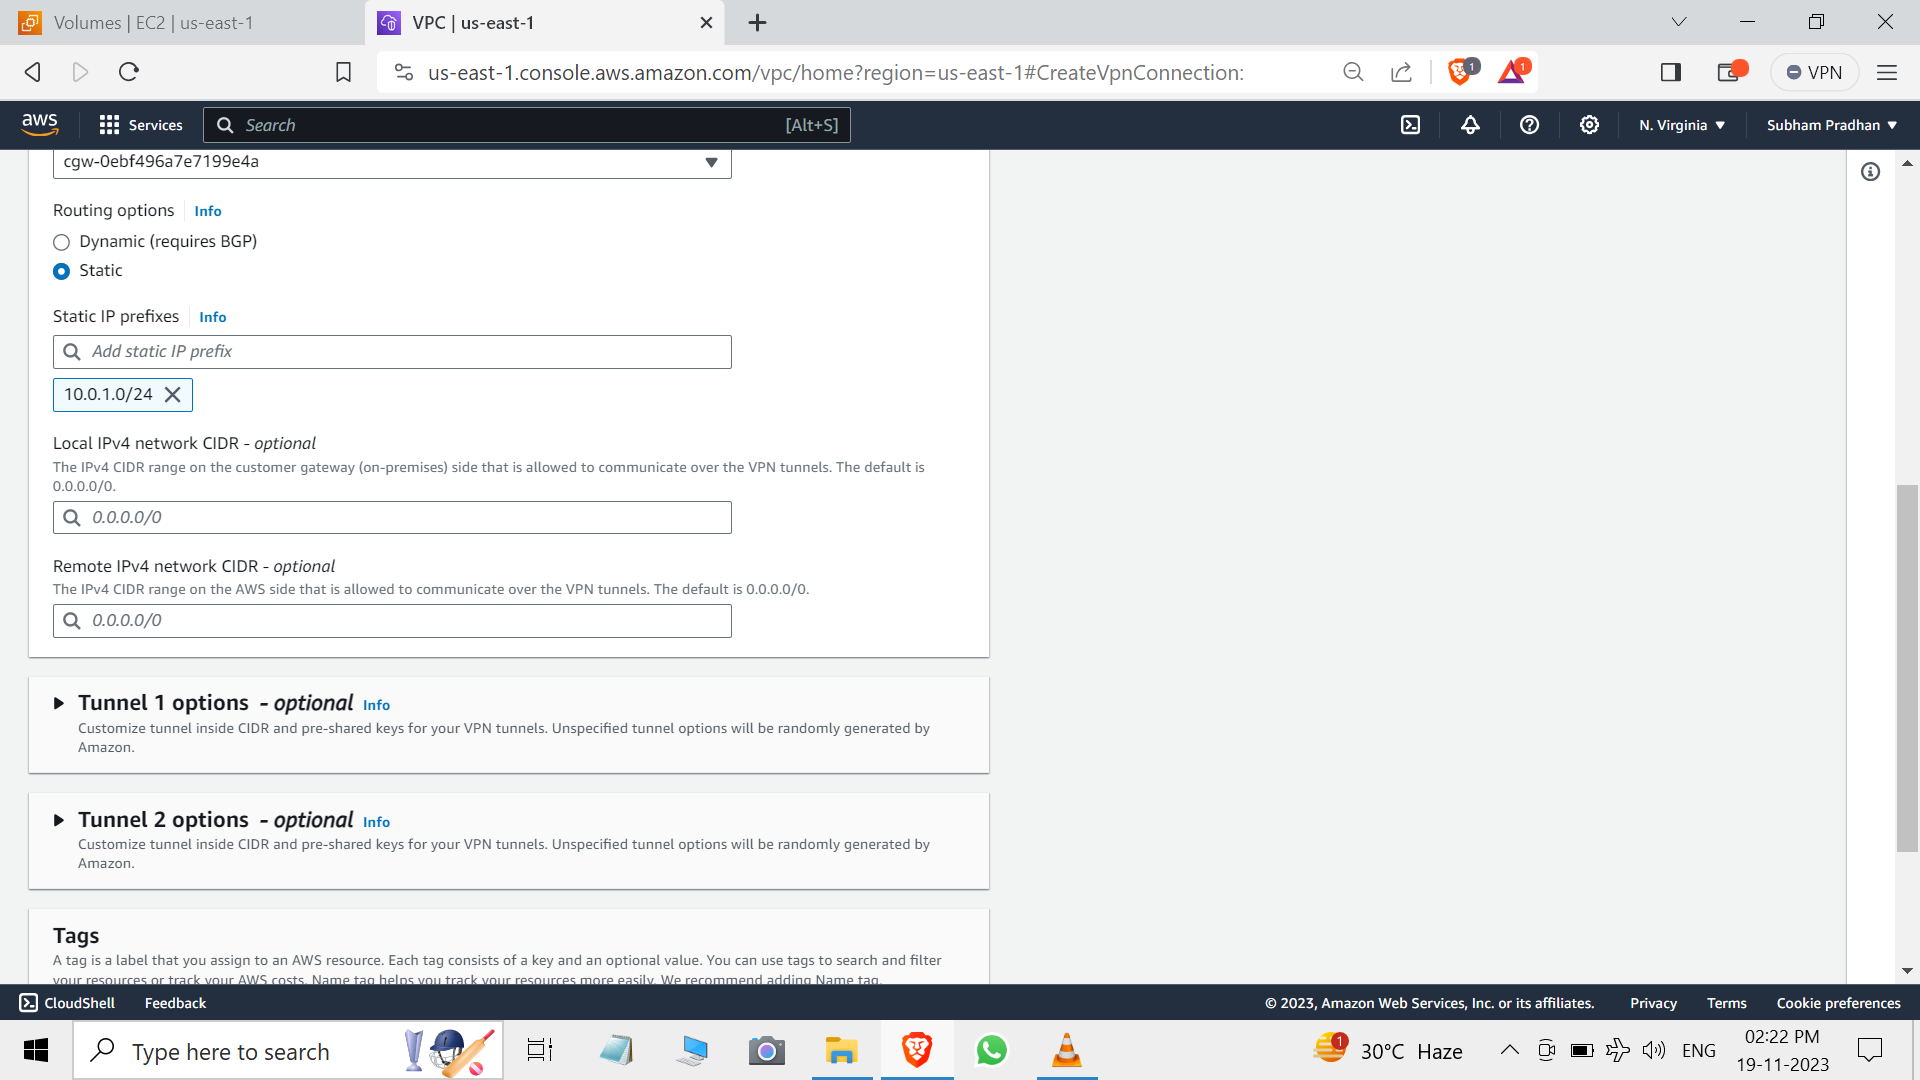 Volumes | EC2 | us-east-1
VPC | us-east-1
us-east-1.console.aws.amazon.com/vpc/home?region=us-east-1#CreateVpnConnection:
1
1
VPN
aws
Services
Search
[Alt+S]
N. Virginia
Subham Pradhan
cgw-0ebf496a7e7199e4a
Routing options
Info
Dynamic (requires BGP)
Static
Static IP prefixes
Info
Add static IP prefix
10.0.1.0/24
Local IPv4 network CIDR - optional
The IPv4 CIDR range on the customer gateway (on-premises) side that is allowed to communicate over the VPN tunnels. The default is
0.0.0.0/0.
0.0.0.0/0
Remote IPv4 network CIDR - optional
The IPv4 CIDR range on the AWS side that is allowed to communicate over the VPN tunnels. The default is 0.0.0.0/0.
0.0.0.0/0
Tunnel 1 options - optional Info
Customize tunnel inside CIDR and pre-shared keys for your VPN tunnels. Unspecified tunnel options will be randomly generated by
Amazon.
Tunnel 2 options - optional Info
Customize tunnel inside CIDR and pre-shared keys for your VPN tunnels. Unspecified tunnel options will be randomly generated by
Amazon.
Tags
A tag is a label that you assign to an AWS resource. Each tag consists of a key and an optional value. You can use tags to search and filter
your resources or track your AWS costs. Name tag helps you track your resources more easily. We recommend adding Name tag.
CloudShell
Feedback
© 2023, Amazon Web Services, Inc. or its affiliates.
Privacy
Terms
Cookie preferences
Type here to search
1
30°C Haze
ENG
02:22 PM
19-11-2023